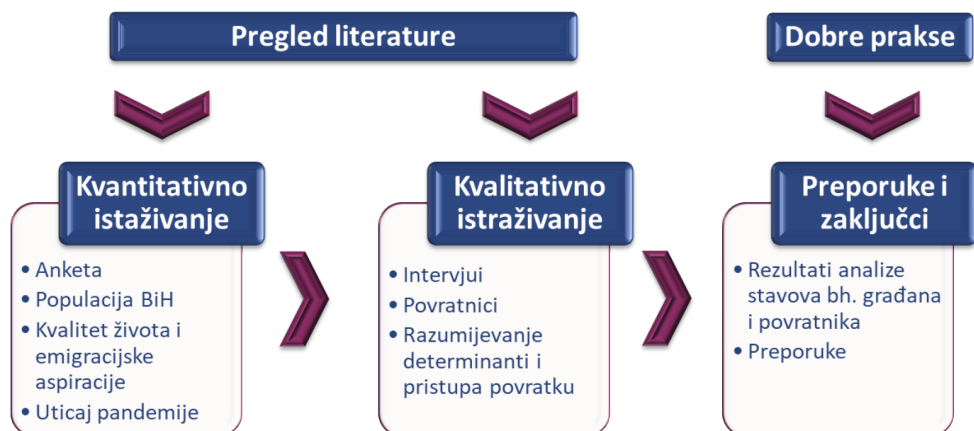 Pregled literature
Dobre prakse
Kvantitativno
istaživanje
• Anketa
• Populacija BiH
• Kvalitet života i
emigracijske
aspiracije
• Uticaj pandemije
Kvalitativno
istraživanje
• Intervjui
• Povratnici
• Razumijevanje
determinanti i
pristupa povratku
Preporuke i
zaključci
• Rezultati analize
stavova bh. građana
i povratnika
• Preporuke